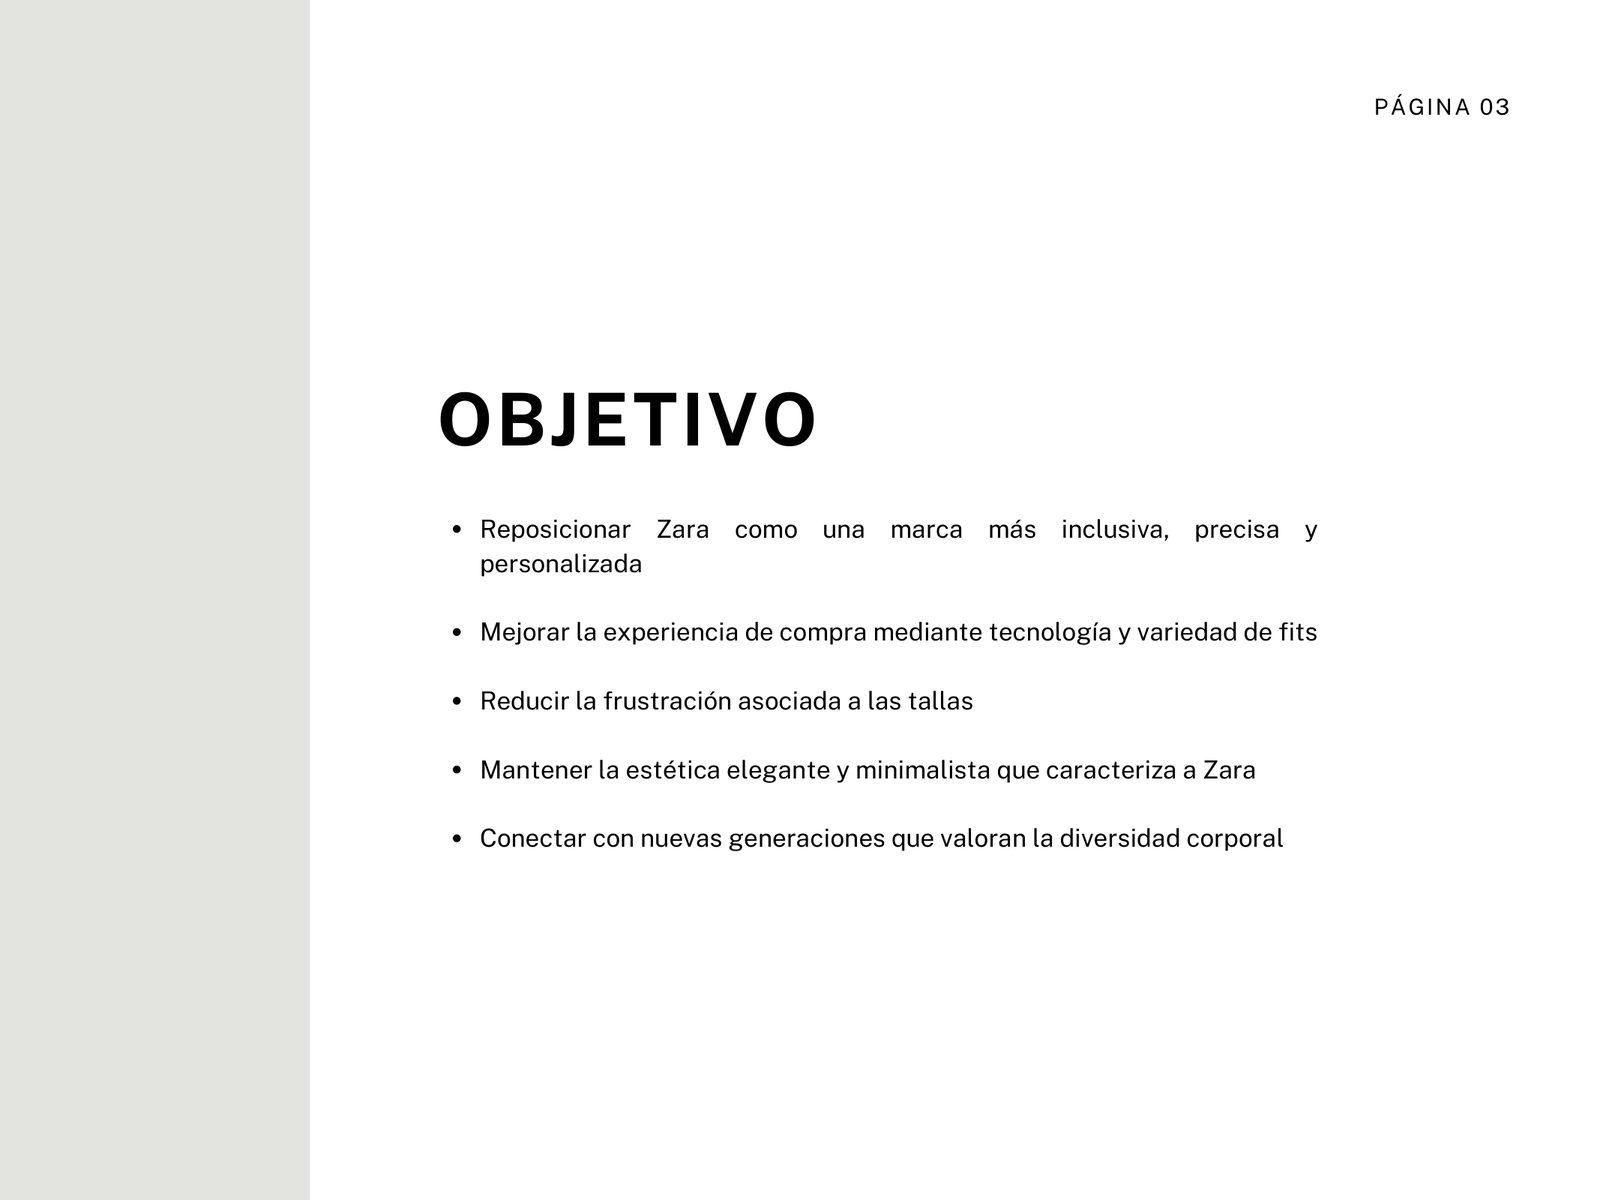 PÁGINA 03
OBJETIVO
• Reposicionar Zara como una marca más inclusiva, precisa y
personalizada
• Mejorar la experiencia de compra mediante tecnología y variedad de fits
• Reducir la frustración asociada a las tallas
• Mantener la estética elegante y minimalista que caracteriza a Zara
• Conectar con nuevas generaciones que valoran la diversidad corporal